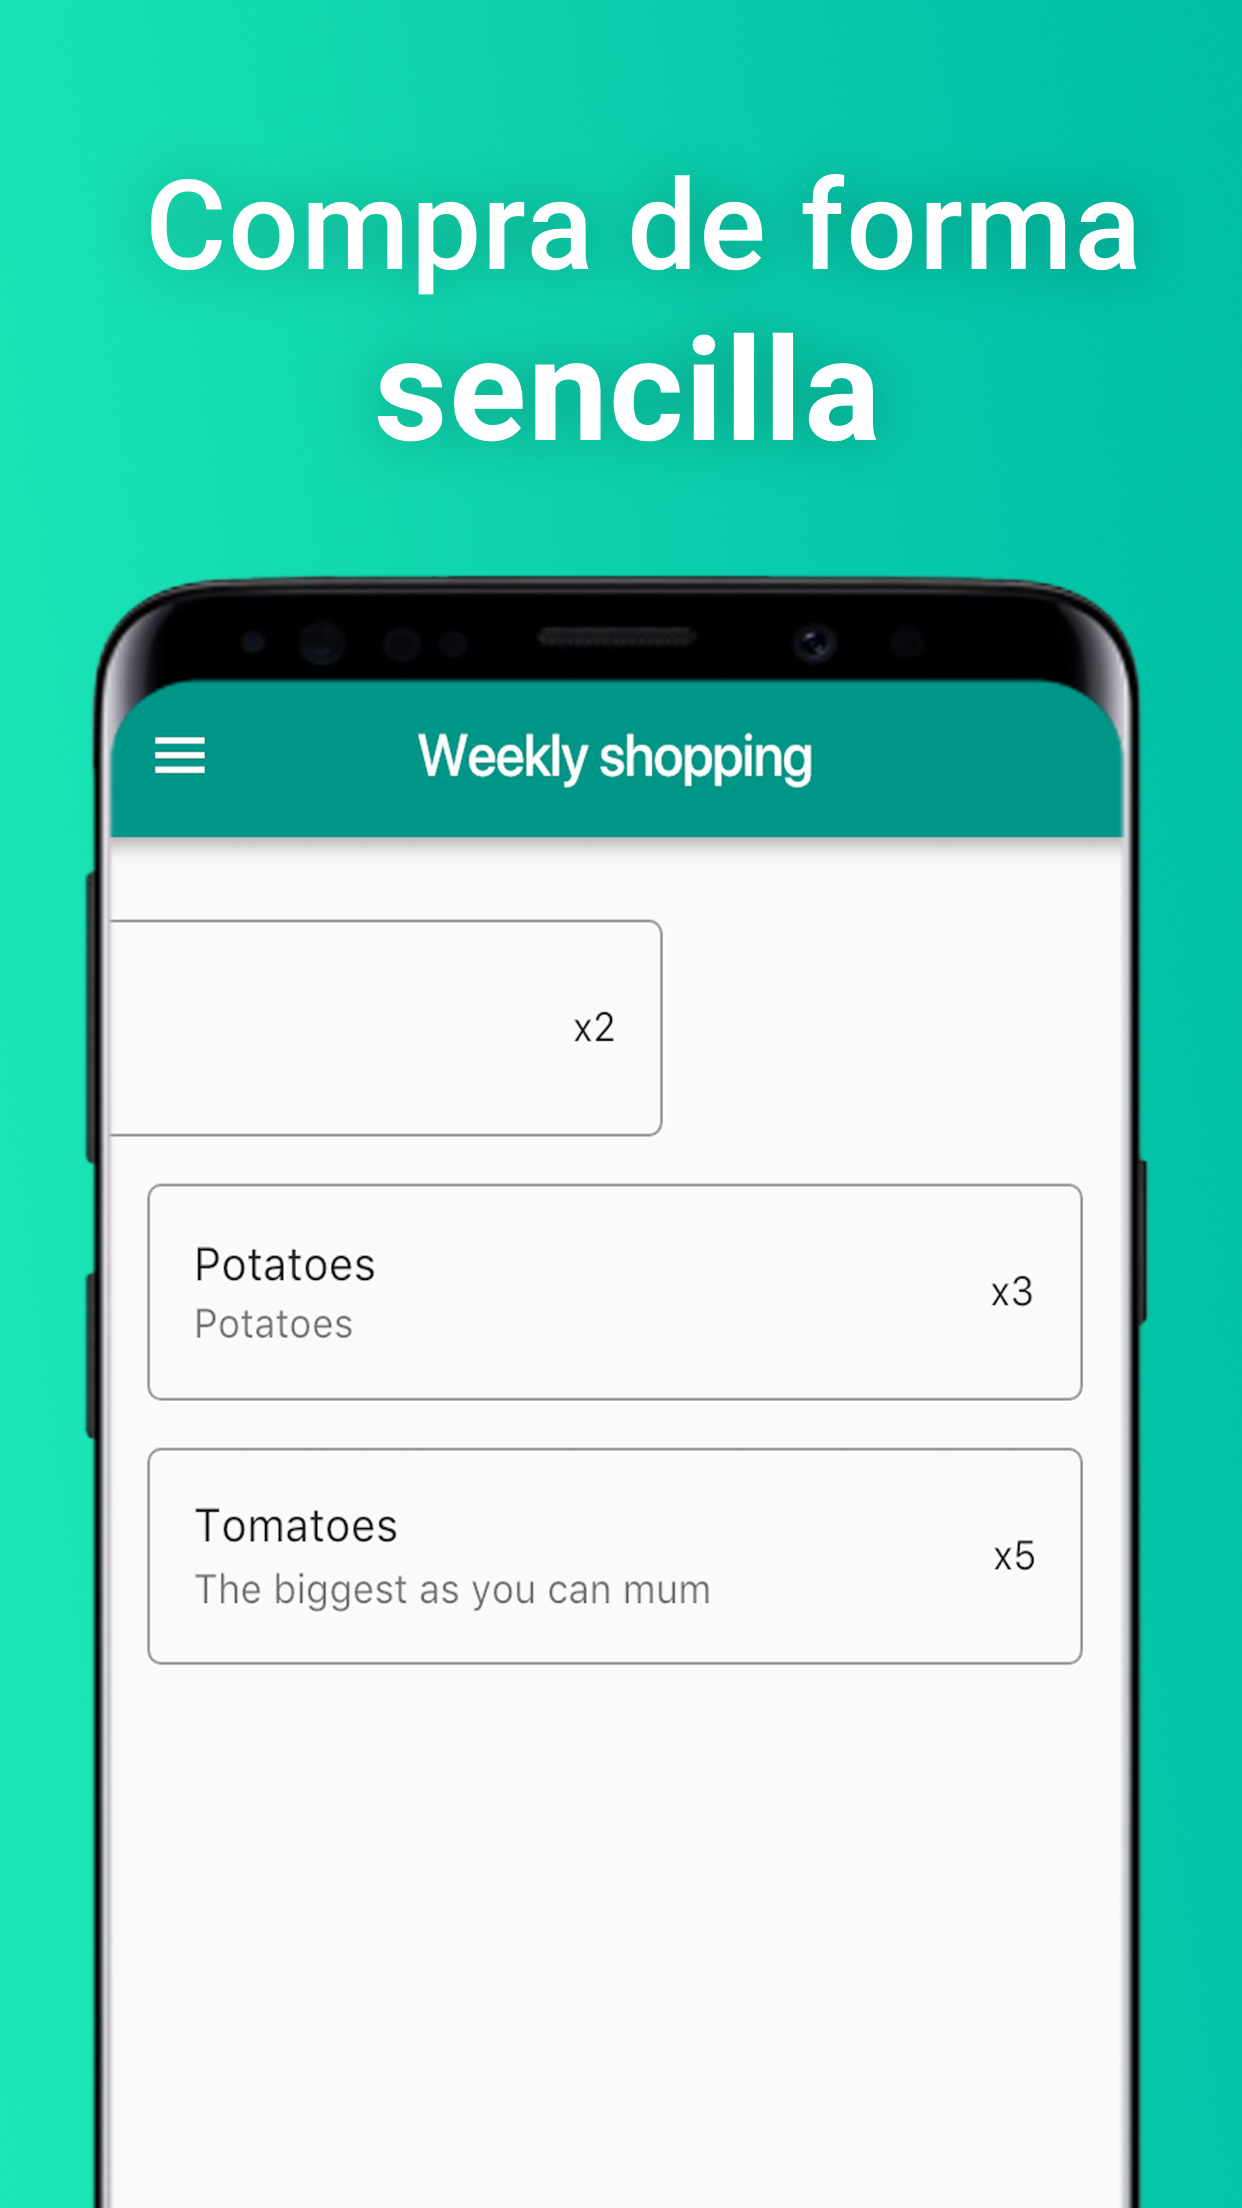 Compra de forma
sencilla
Weekly shopping
x2
Potatoes
Potatoes
x3
Tomatoes
The biggest as you can mum
x5